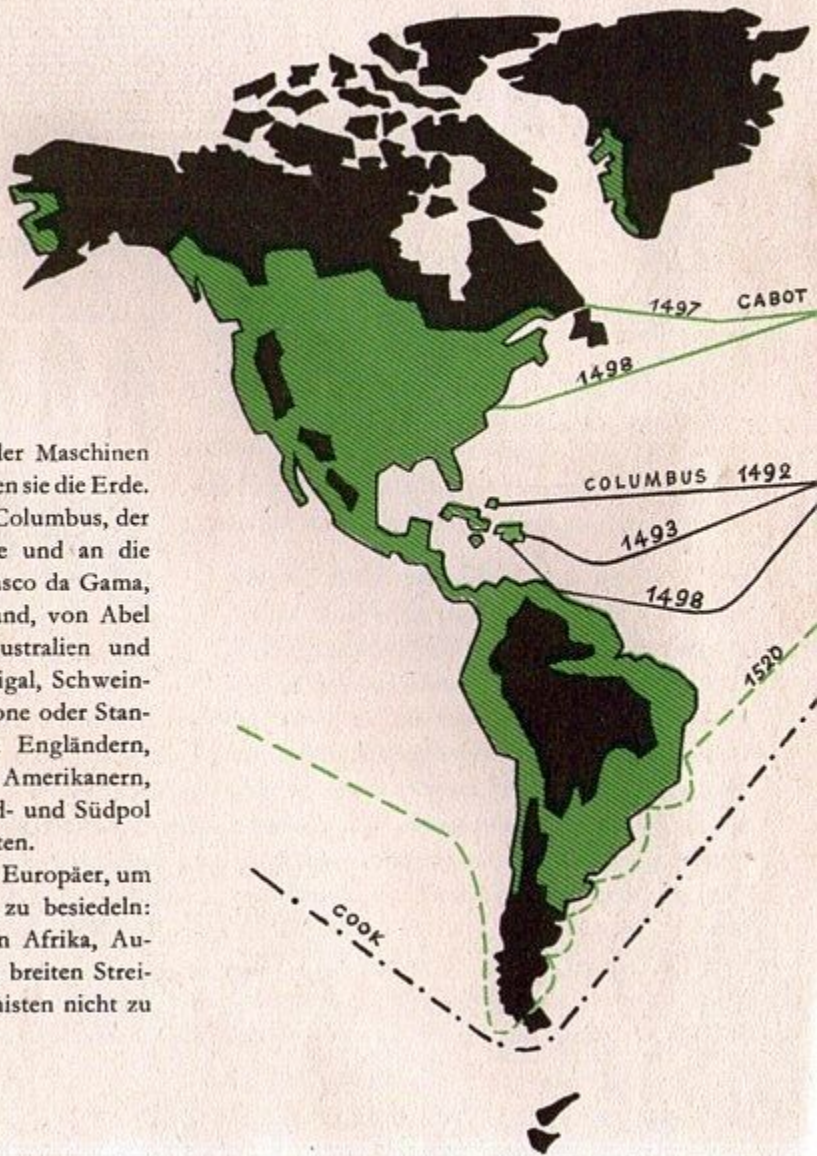 der Maschinen
en sie die Erde.
Columbus, der
e und an die
asco da Gama,
and, von Abel
ustralien und
igal, Schwein-
one oder Stan-
Engländern,
Amerikanern,
d- und Südpol
ten.
Europäer, um
zu besiedeln:
n Afrika, Au-
breiten Strei-
nisten nicht zu
1497 CABOT
1498
COLUMBUS 1492
1493
1498
1520
COOK